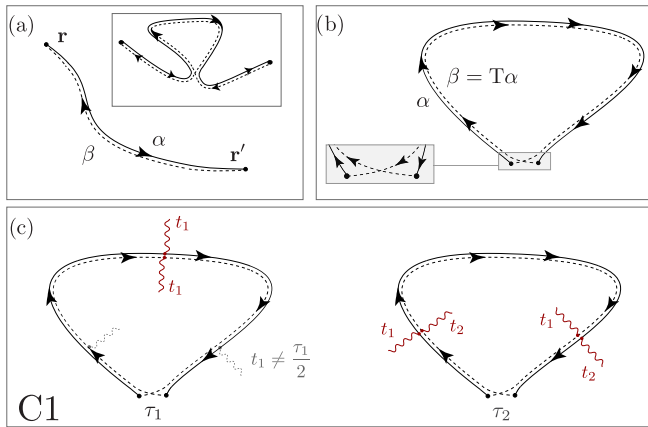 (a)
r
β
α
r′
(b)
β = Tα
α
(c)
t₁
t₁
t₁ ≠ τ₁/2
τ₁
C1
t₁
t₂
t₁
t₂
τ₂